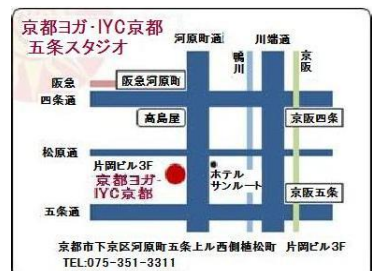 京都ヨガ・IYC京都
五条スタジオ
河原町通
鴨川
川端通
京阪
阪急
阪急河原町
四条通
高島屋
京阪四条
松原通
片岡ビル3F
京都ヨガ・
IYC京都
ホテル
サンルート
京阪五条
五条通
京都市下京区河原町五条上ル西側植松町 片岡ビル3F
TEL:075-351-3311